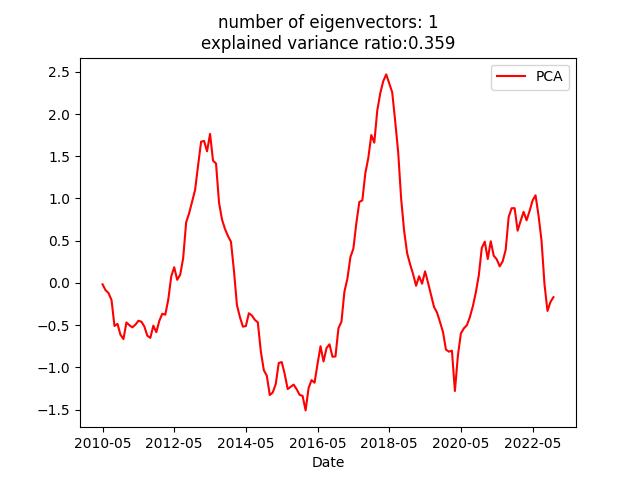 number of eigenvectors: 1
explained variance ratio:0.359
PCA
2.5
2.0
1.5
1.0
0.5
0.0
−0.5
−1.0
−1.5
2010-05 2012-05 2014-05 2016-05 2018-05 2020-05 2022-05
Date